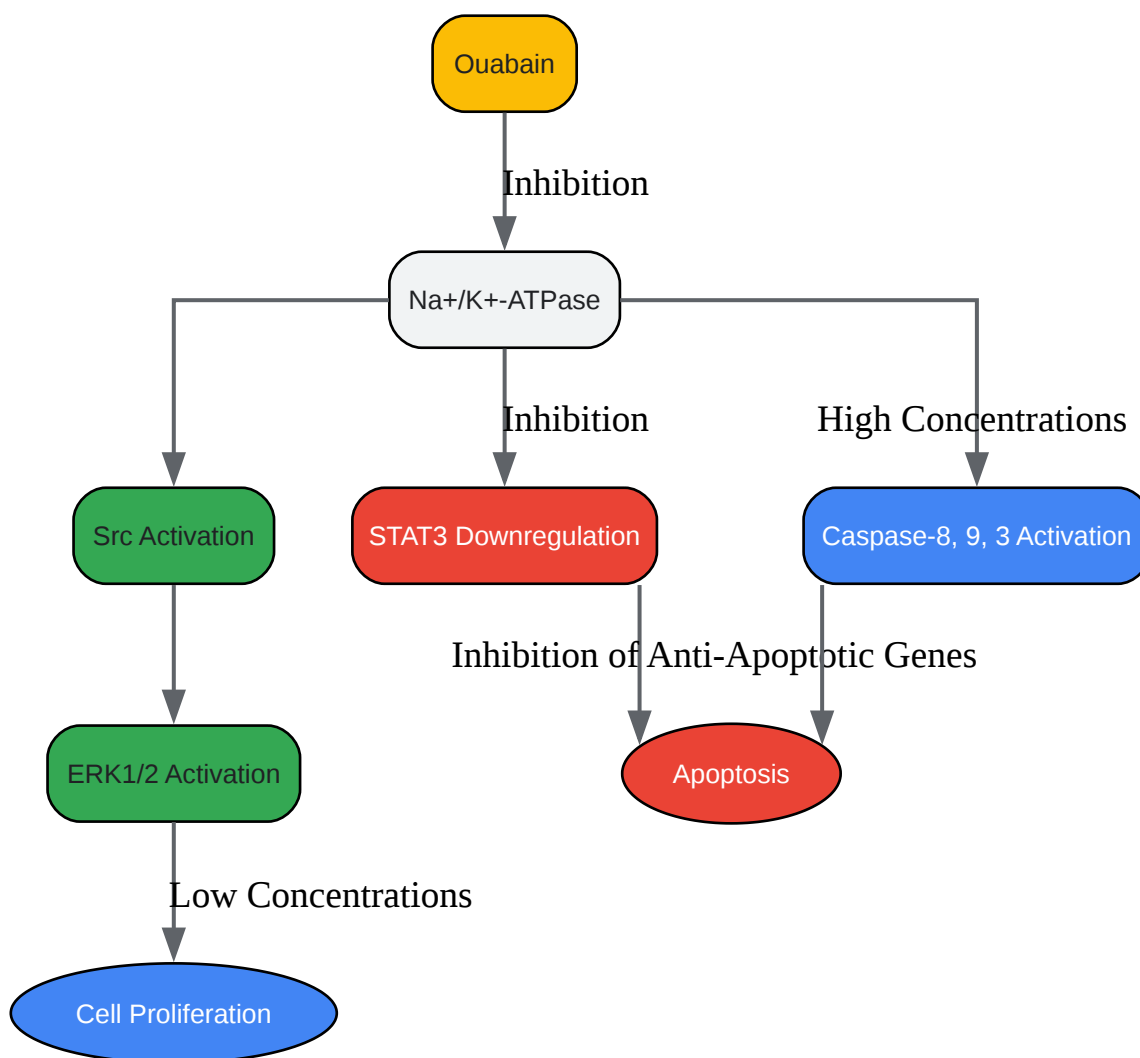 Ouabain
Inhibition
Na+/K+-ATPase
Inhibition
High Concentrations
Src Activation
STAT3 Downregulation
Caspase-8, 9, 3 Activation
Inhibition of Anti-Apoptotic Genes
ERK1/2 Activation
Apoptosis
Low Concentrations
Cell Proliferation